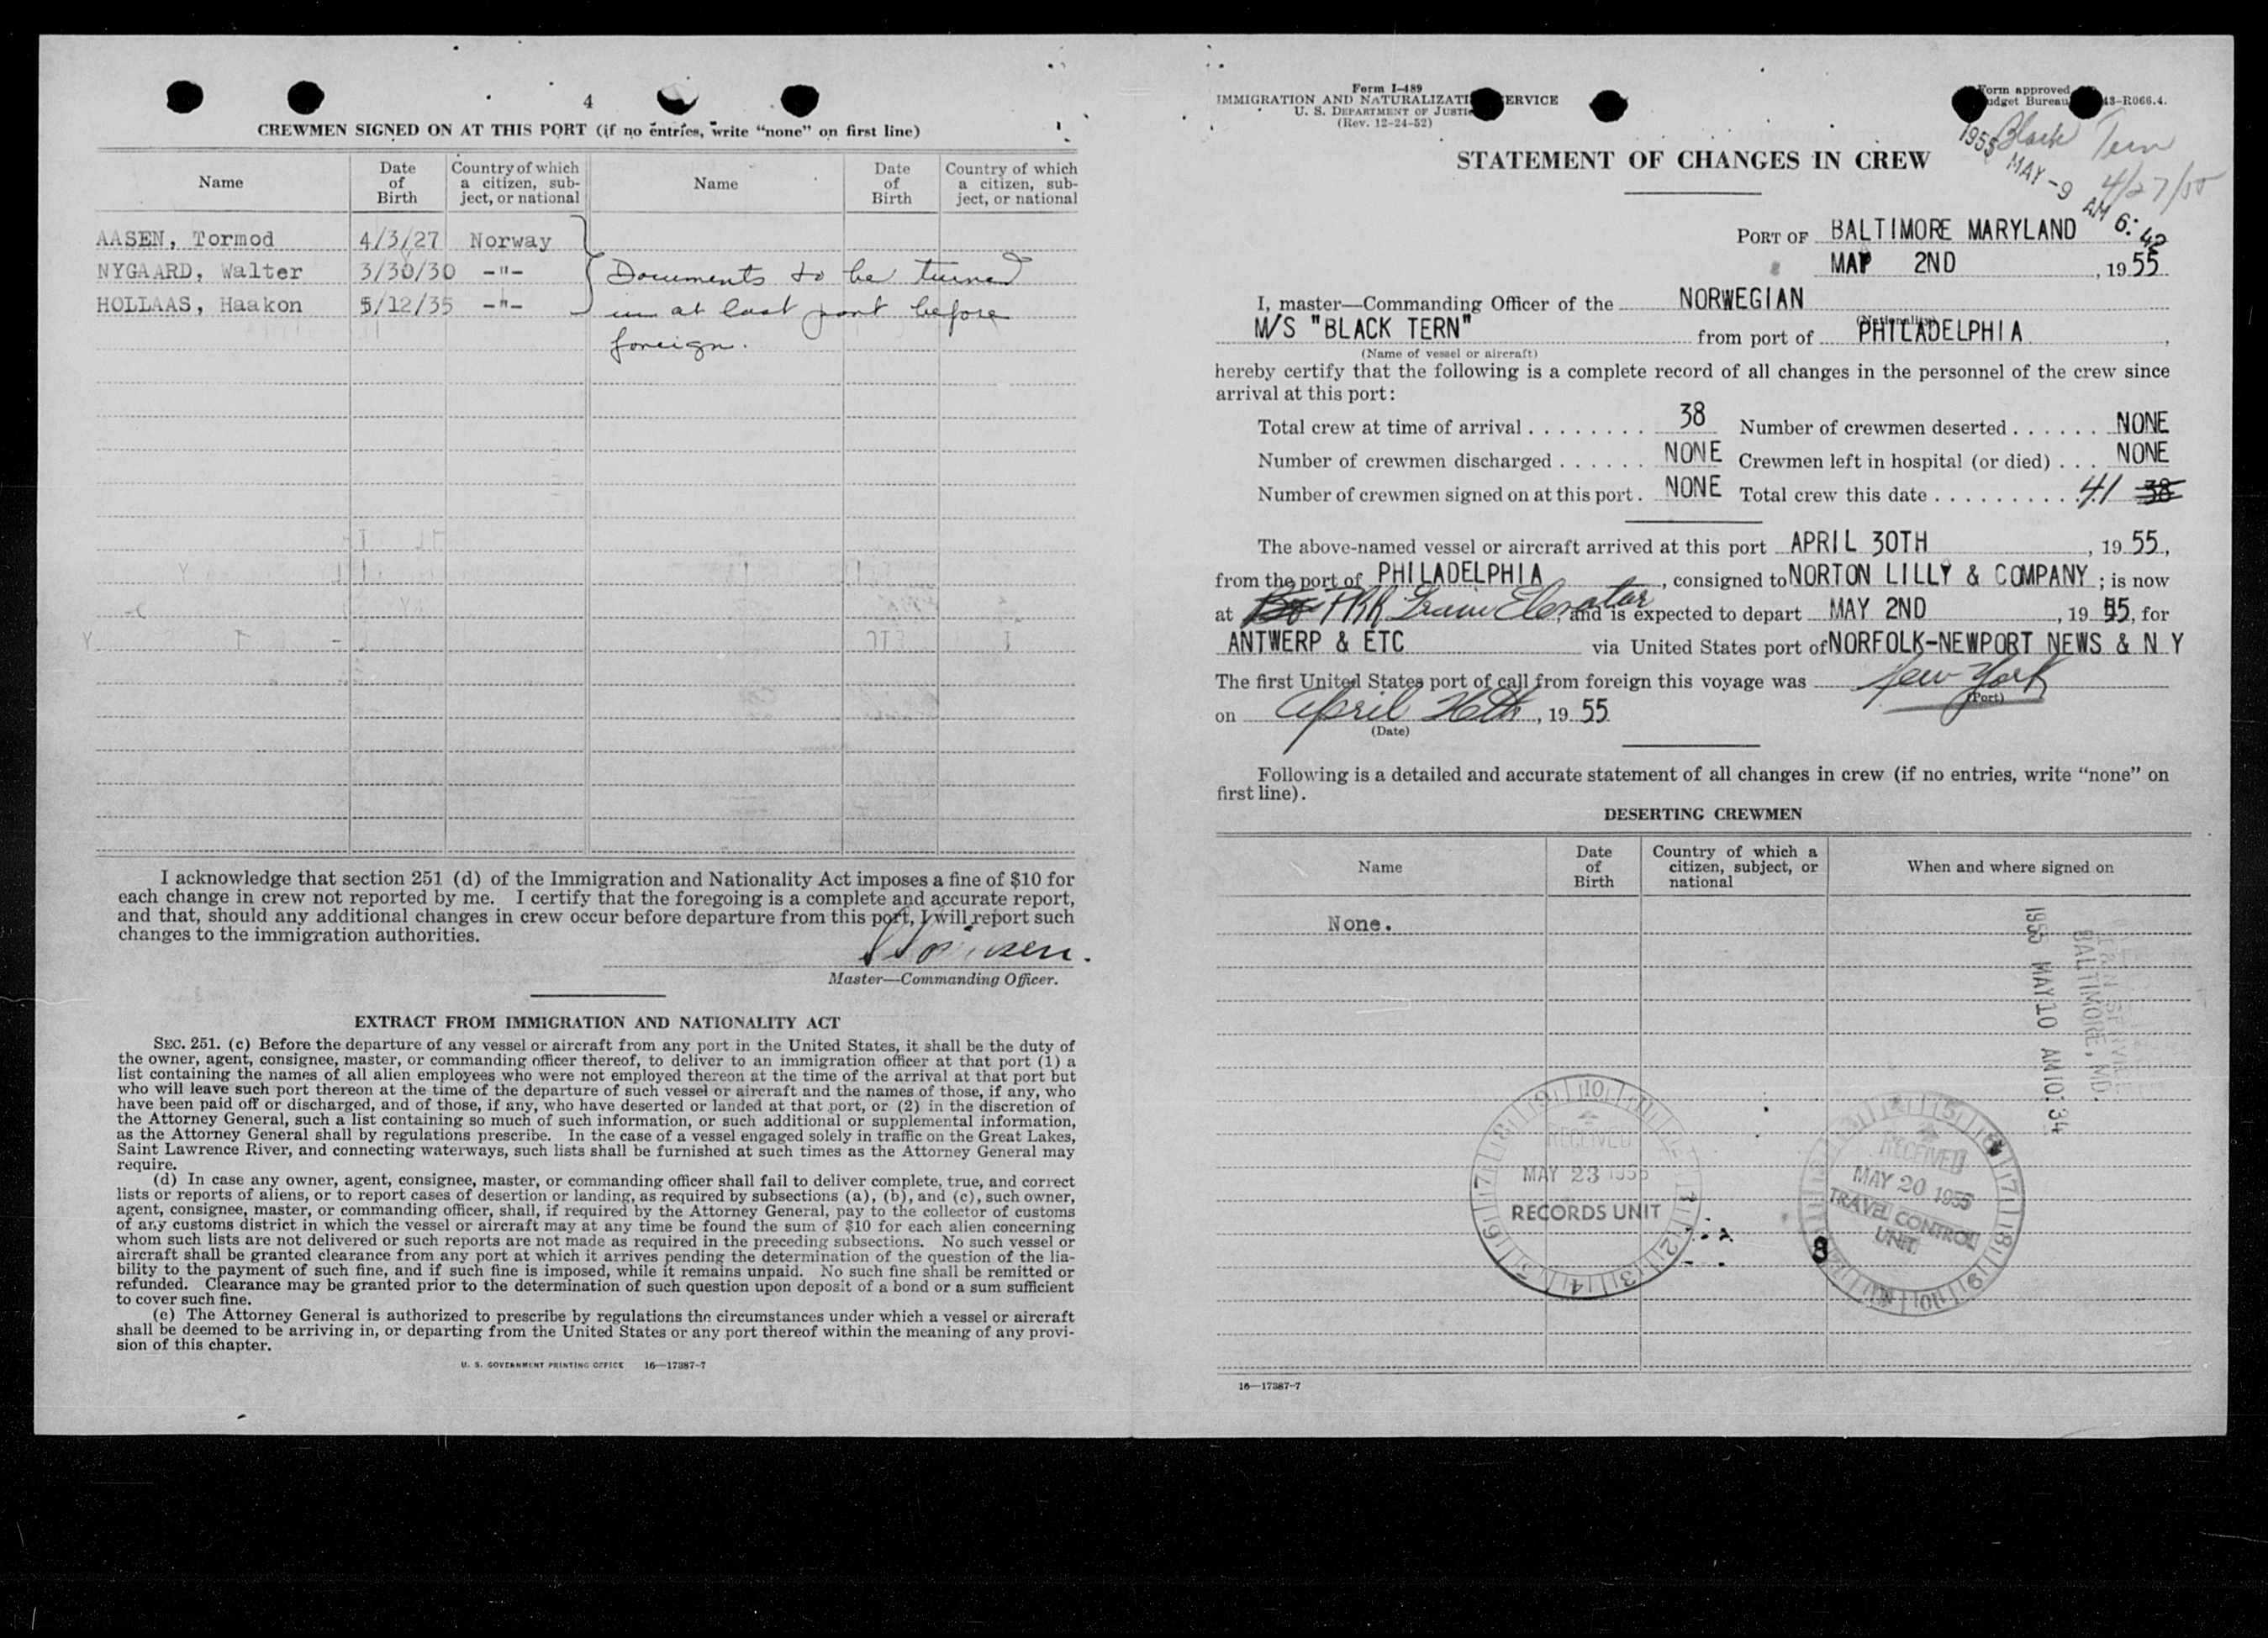 4
CREWMEN SIGNED ON AT THIS PORT (if no entries, write “none” on first line)
Name Date of Birth Country of which a citizen, subject, or national Name Date of Birth Country of which a citizen, subject, or national
AASEN, Tormod 4/3/27 Norway
NYGAARD, Walter 3/30/30 -"- Documents to be turned
HOLLAAS, Haakon 5/12/35 -"- in at last port before
foreign.
I acknowledge that section 251 (d) of the Immigration and Nationality Act imposes a fine of $10 for
each change in crew not reported by me. I certify that the foregoing is a complete and accurate report,
and that, should any additional changes in crew occur before departure from this port, I will report such
changes to the immigration authorities.
Master—Commanding Officer.
EXTRACT FROM IMMIGRATION AND NATIONALITY ACT
SEC. 251. (c) Before the departure of any vessel or aircraft from any port in the United States, it shall be the duty of
the owner, agent, consignee, master, or commanding officer thereof, to deliver to an immigration officer at that port (1) a
list containing the names of all alien employees who were not employed thereon at the time of the arrival at that port but
who will leave such port thereon at the time of the departure of such vessel or aircraft and the names of those, if any, who
have been paid off or discharged, and of those, if any, who have deserted or landed at that port, or (2) in the discretion of
the Attorney General, such a list containing so much of such information, or such additional or supplemental information,
as the Attorney General shall by regulations prescribe. In the case of a vessel engaged solely in traffic on the Great Lakes,
Saint Lawrence River, and connecting waterways, such lists shall be furnished at such times as the Attorney General may
require.
(d) In case any owner, agent, consignee, master, or commanding officer shall fail to deliver complete, true, and correct
lists or reports of aliens, or to report cases of desertion or landing, as required by subsections (a), (b), and (c), such owner,
agent, consignee, master, or commanding officer, shall, if required by the Attorney General, pay to the collector of customs
of any customs district in which the vessel or aircraft may at any time be found the sum of $10 for each alien concerning
whom such lists are not delivered or such reports are not made as required in the preceding subsections. No such vessel or
aircraft shall be granted clearance from any port at which it arrives pending the determination of the question of the lia-
bility to the payment of such fine, and if such fine is imposed, while it remains unpaid. No such fine shall be remitted or
refunded. Clearance may be granted prior to the determination of such question upon deposit of a bond or a sum sufficient
to cover such fine.
(e) The Attorney General is authorized to prescribe by regulations the circumstances under which a vessel or aircraft
shall be deemed to be arriving in, or departing from the United States or any port thereof within the meaning of any provi-
sion of this chapter.
U. S. GOVERNMENT PRINTING OFFICE 16—17387-7
Form I-489
IMMIGRATION AND NATURALIZATI ERVICE
U. S. DEPARTMENT OF JUSTI
(Rev. 12-24-52)
Form approved
udget Bureau 43-R066.4.
Black Tern
4/27/55
1955 MAY -9 AM 6:42
STATEMENT OF CHANGES IN CREW
PORT OF BALTIMORE MARYLAND
MAY 2ND, 1955
I, master—Commanding Officer of the NORWEGIAN
(Nationality)
M/S "BLACK TERN" from port of PHILADELPHIA,
(Name of vessel or aircraft)
hereby certify that the following is a complete record of all changes in the personnel of the crew since
arrival at this port:
Total crew at time of arrival 38 Number of crewmen deserted NONE
Number of crewmen discharged NONE Crewmen left in hospital (or died) NONE
Number of crewmen signed on at this port. NONE Total crew this date 41 38
The above-named vessel or aircraft arrived at this port APRIL 30TH, 1955,
from the port of PHILADELPHIA, consigned to NORTON LILLY & COMPANY; is now
at PRR Grain Elevator, and is expected to depart MAY 2ND, 1955, for
ANTWERP & ETC via United States port of NORFOLK-NEWPORT NEWS & N Y
The first United States port of call from foreign this voyage was New York
(Port)
on April 26th, 1955
(Date)
Following is a detailed and accurate statement of all changes in crew (if no entries, write “none” on
first line).
DESERTING CREWMEN
Name Date of Birth Country of which a citizen, subject, or national When and where signed on
None.
BALTIMORE, MD.
1955 MAY 10 AM 10:34
RECEIVED
MAY 23 1955
RECORDS UNIT
RECEIVED
MAY 20 1955
TRAVEL CONTROL
UNIT
8
16—17387-7